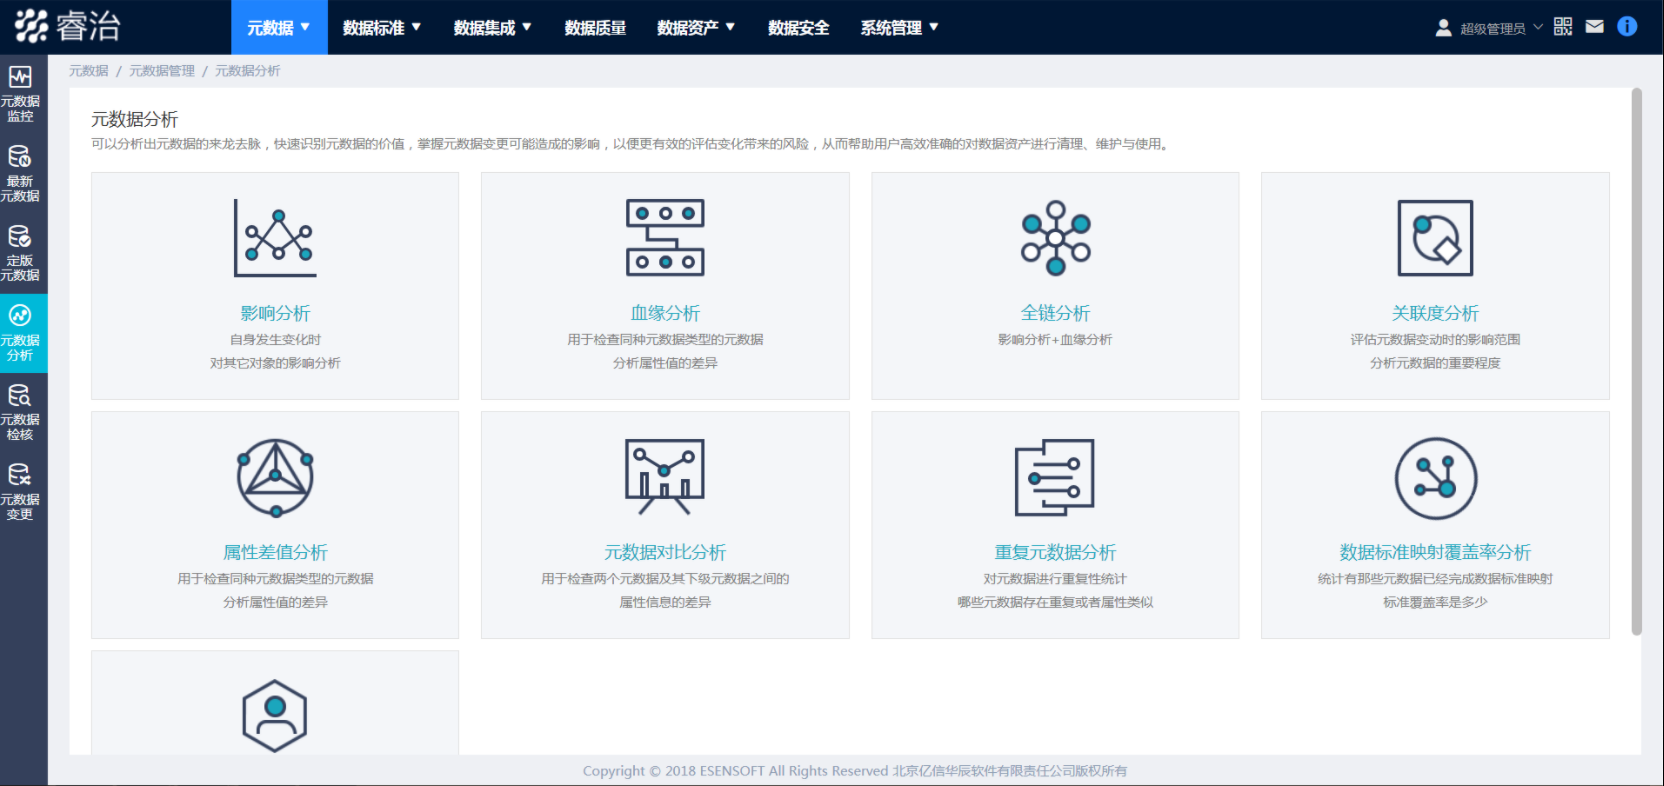 睿治
元数据 ▼
数据标准 ▼
数据集成 ▼
数据质量
数据资产 ▼
数据安全
系统管理 ▼
超级管理员
元数据 / 元数据管理 / 元数据分析
元数据
监控
最新
元数据
定版
元数据
元数据
分析
元数据
检核
元数据
变更
元数据分析
可以分析出元数据的来龙去脉，快速识别元数据的价值，掌握元数据变更可能造成的影响，以便更有效的评估变化带来的风险，从而帮助用户高效准确的对数据资产进行清理、维护与使用。
影响分析
自身发生变化时
对其它对象的影响分析
血缘分析
用于检查同种元数据类型的元数据
分析属性值的差异
全链分析
影响分析+血缘分析
关联度分析
评估元数据变动时的影响范围
分析元数据的重要程度
属性差值分析
用于检查同种元数据类型的元数据
分析属性值的差异
元数据对比分析
用于检查两个元数据及其下级元数据之间的
属性信息的差异
重复元数据分析
对元数据进行重复性统计
哪些元数据存在重复或者属性类似
数据标准映射覆盖率分析
统计有那些元数据已经完成数据标准映射
标准覆盖率是多少
Copyright © 2018 ESENSOFT All Rights Reserved 北京亿信华辰软件有限责任公司版权所有